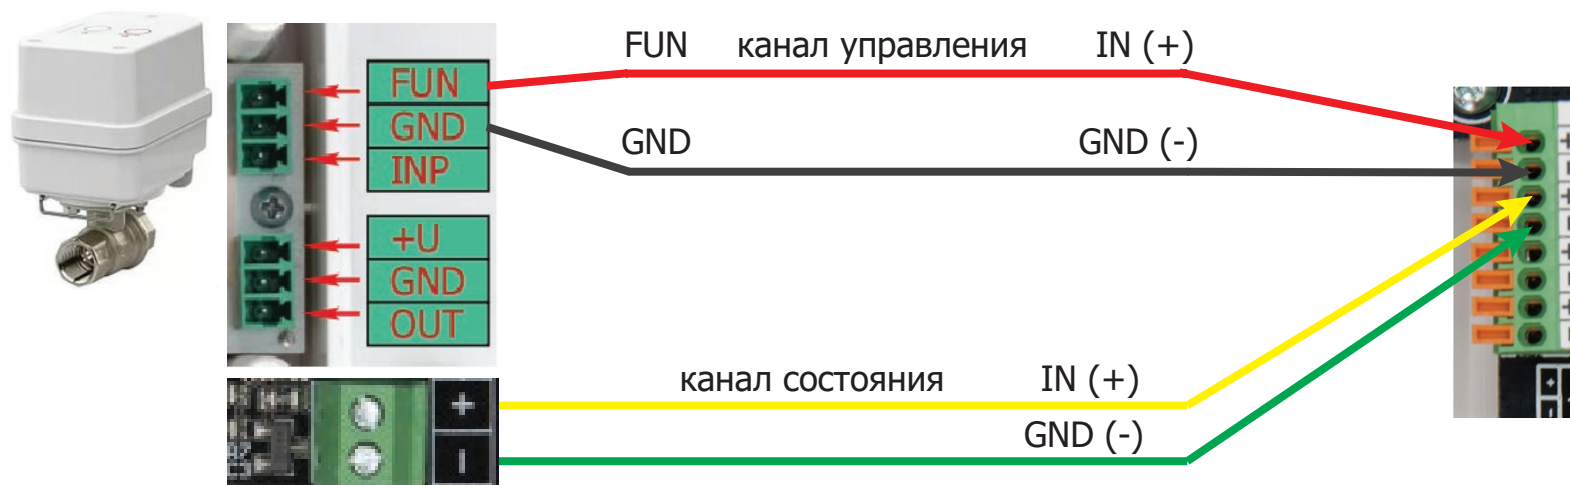 FUN канал управления IN (+)
FUN
GND
INP
GND GND (-)
+U
GND
OUT
канал состояния IN (+)
GND (-)
+
-